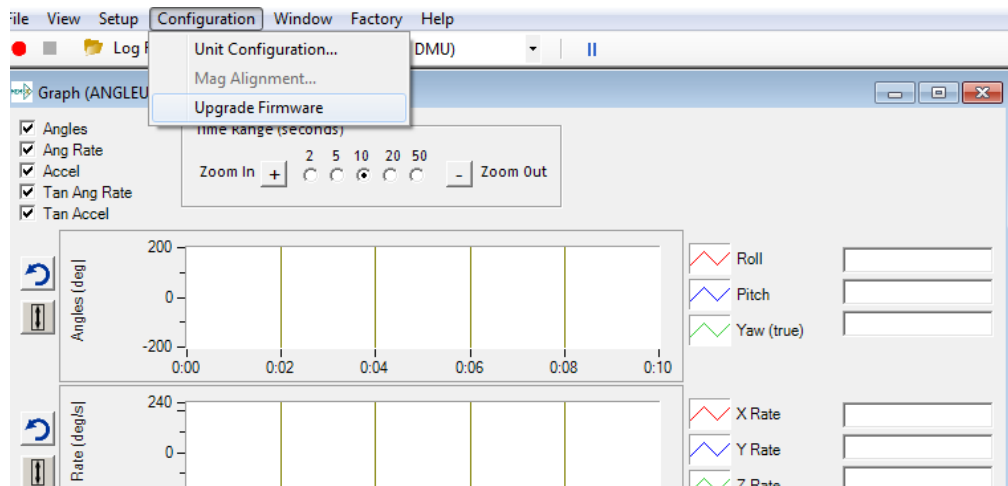 File View Setup Configuration Window Factory Help
Log F DMU)
Unit Configuration...
Mag Alignment...
Upgrade Firmware
Graph (ANGLEU
Angles
Ang Rate
Accel
Tan Ang Rate
Tan Accel
Time Range (seconds)
2 5 10 20 50
Zoom In + - Zoom Out
Angles (deg)
200
0
-200
0:00 0:02 0:04 0:06 0:08 0:10
Roll
Pitch
Yaw (true)
Rate (deg/s)
240
0
X Rate
Y Rate
Z Rate